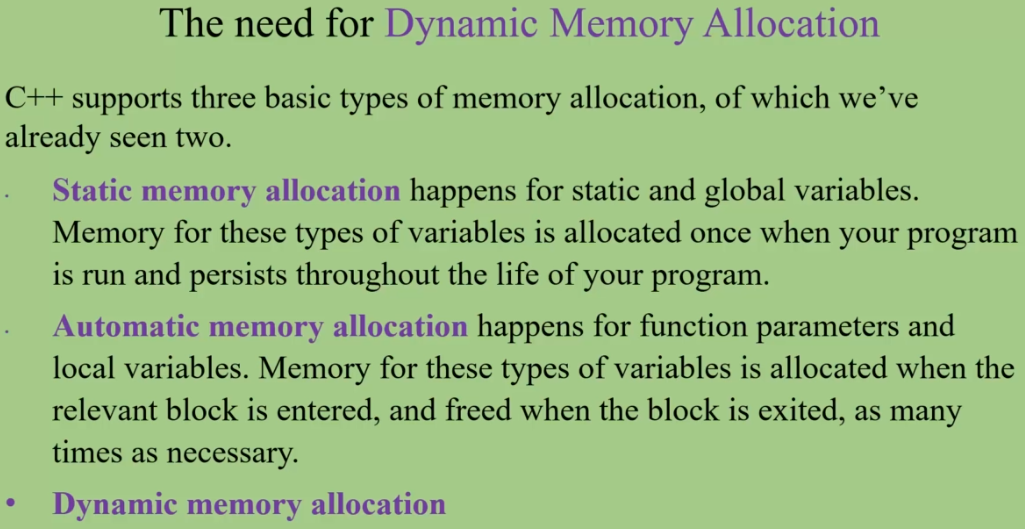 The need for Dynamic Memory Allocation
C++ supports three basic types of memory allocation, of which we’ve
already seen two.
· Static memory allocation happens for static and global variables.
Memory for these types of variables is allocated once when your program
is run and persists throughout the life of your program.
· Automatic memory allocation happens for function parameters and
local variables. Memory for these types of variables is allocated when the
relevant block is entered, and freed when the block is exited, as many
times as necessary.
• Dynamic memory allocation